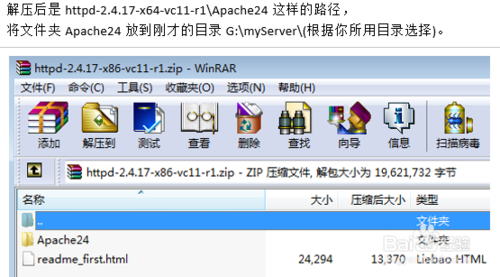 解压后是 httpd-2.4.17-x64-vc11-r1\Apache24 这样的路径，
将文件夹 Apache24 放到刚才的目录 G:\myServer\(根据你所用目录选择)。
httpd-2.4.17-x86-vc11-r1.zip - WinRAR
文件(F) 命令(C) 工具(S) 收藏夹(O) 选项(N) 帮助(H)
添加 解压到 测试 查看 删除 查找 向导 信息 扫描病毒
httpd-2.4.17-x86-vc11-r1.zip - ZIP 压缩文件, 解包大小为 19,621,732 字节
名称 大小 压缩后大小 类型
.. 文件夹
Apache24 文件夹
readme_first.html 24,294 13,370 Liebao HTML